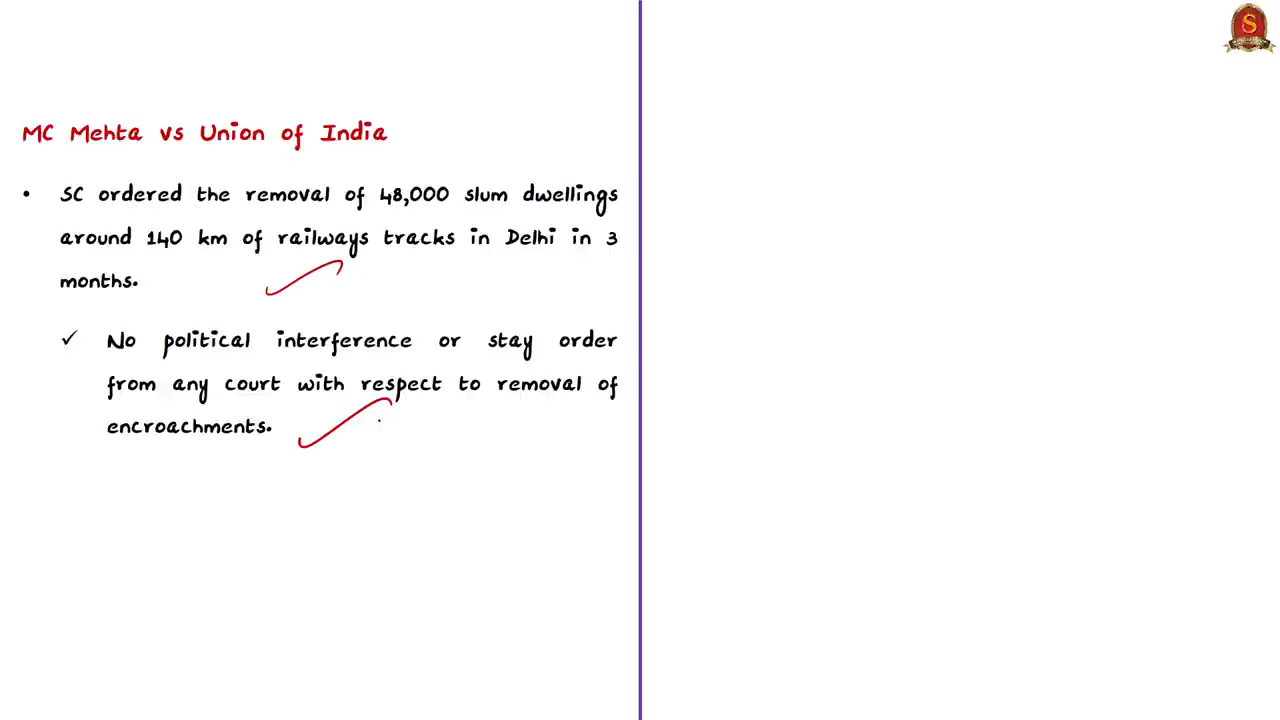 S
MC Mehta vs Union of India
• SC ordered the removal of 48,000 slum dwellings
around 140 km of railways tracks in Delhi in 3
months.
✓ No political interference or stay order
from any court with respect to removal of
encroachments.